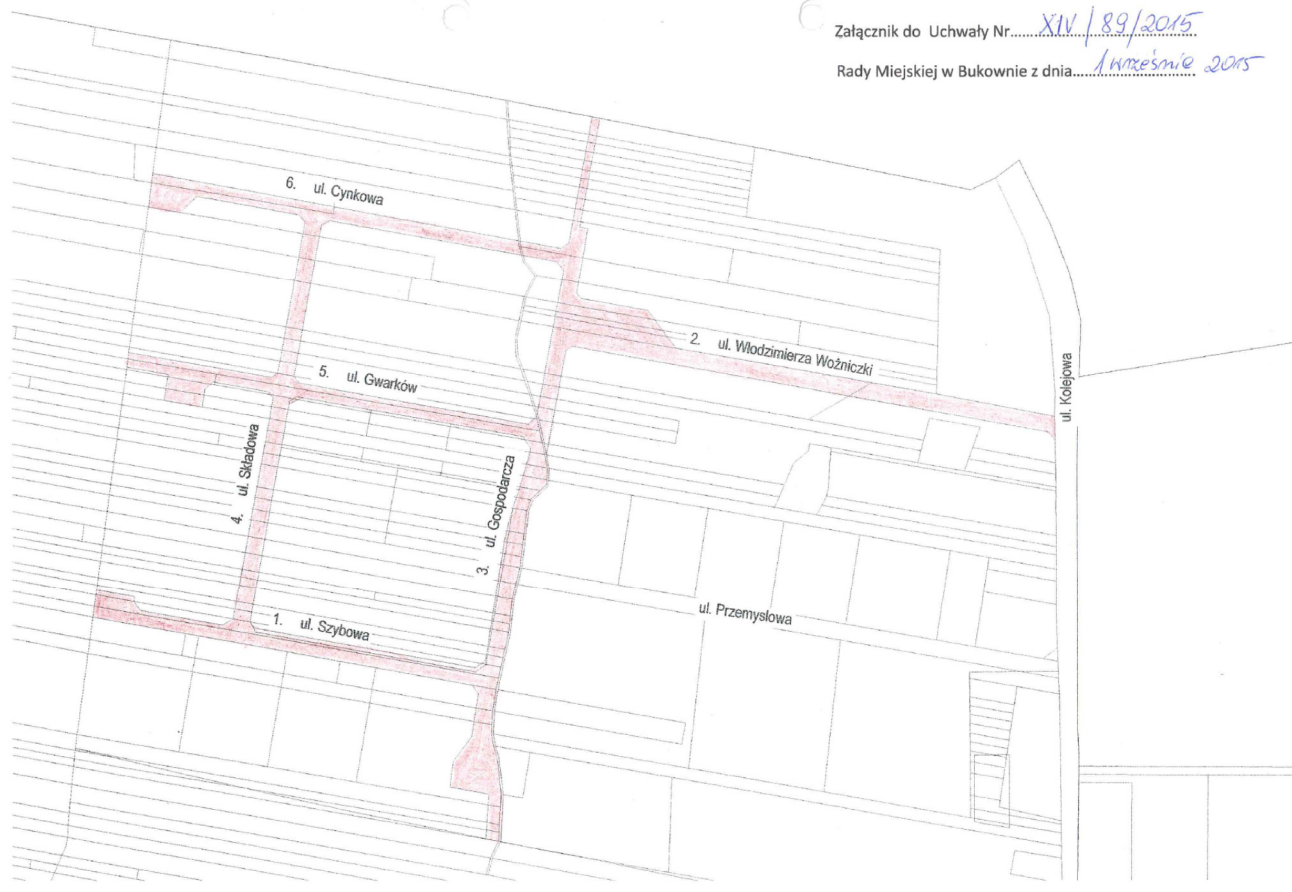 Załącznik do Uchwały Nr......XIV/89/2015
Rady Miejskiej w Bukownie z dnia......1 września 2015
6. ul. Cynkowa
2. ul. Włodzimierza Woźniczki
ul. Kolejowa
5. ul. Gwarków
4. ul. Składowa
3. ul. Gospodarcza
ul. Przemysłowa
1. ul. Szybowa